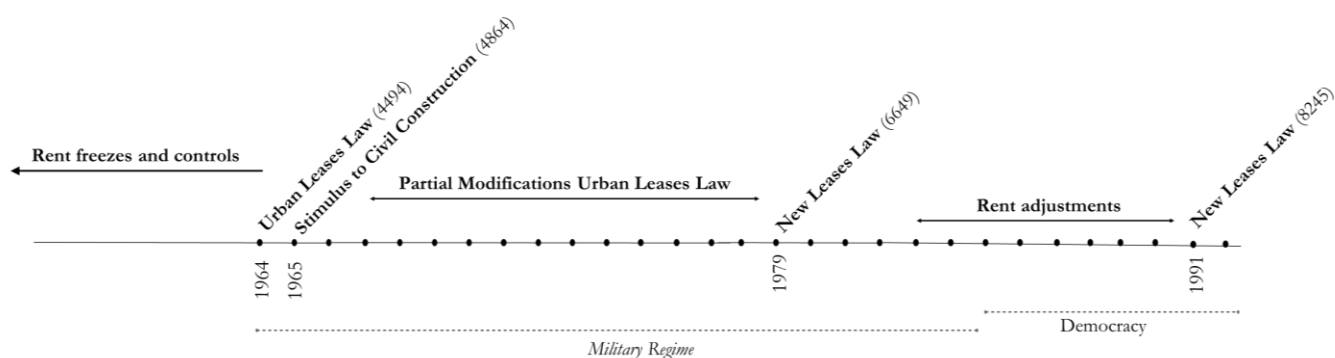 Rent freezes and controls
Urban Leases Law (4494)
Stimulus to Civil Construction (4864)
Partial Modifications Urban Leases Law
New Leases Law (6649)
Rent adjustments
New Leases Law (8245)
1964
1965
1979
1991
Military Regime
Democracy